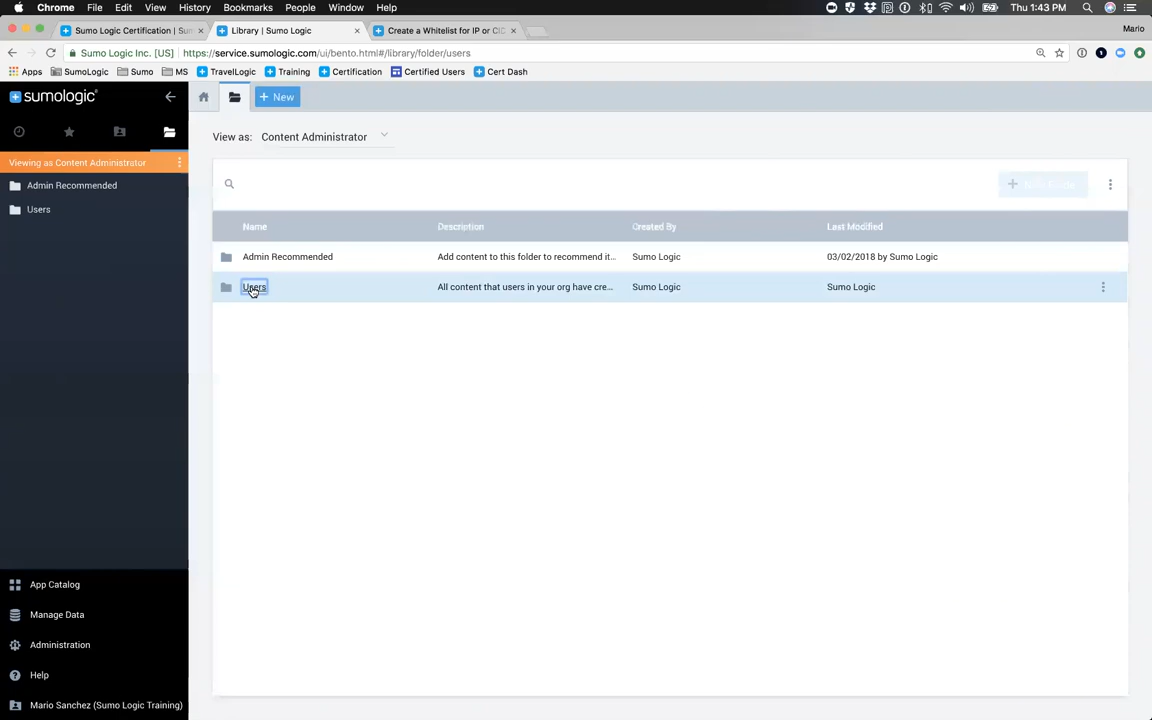 Chrome File Edit View History Bookmarks People Window Help Thu 1:43 PM
Sumo Logic Certification | Sum Library | Sumo Logic Create a Whitelist for IP or CID Mario
Sumo Logic Inc. [US] https://service.sumologic.com/ui/bento.html#/library/folder/users
Apps SumoLogic Sumo MS TravelLogic Training Certification Certified Users Cert Dash
sumologic
+ New
View as: Content Administrator
Viewing as Content Administrator
Admin Recommended
Users
Name Description Created By Last Modified
Admin Recommended Add content to this folder to recommend it... Sumo Logic 03/02/2018 by Sumo Logic
Users All content that users in your org have cre... Sumo Logic Sumo Logic
App Catalog
Manage Data
Administration
Help
Mario Sanchez (Sumo Logic Training)